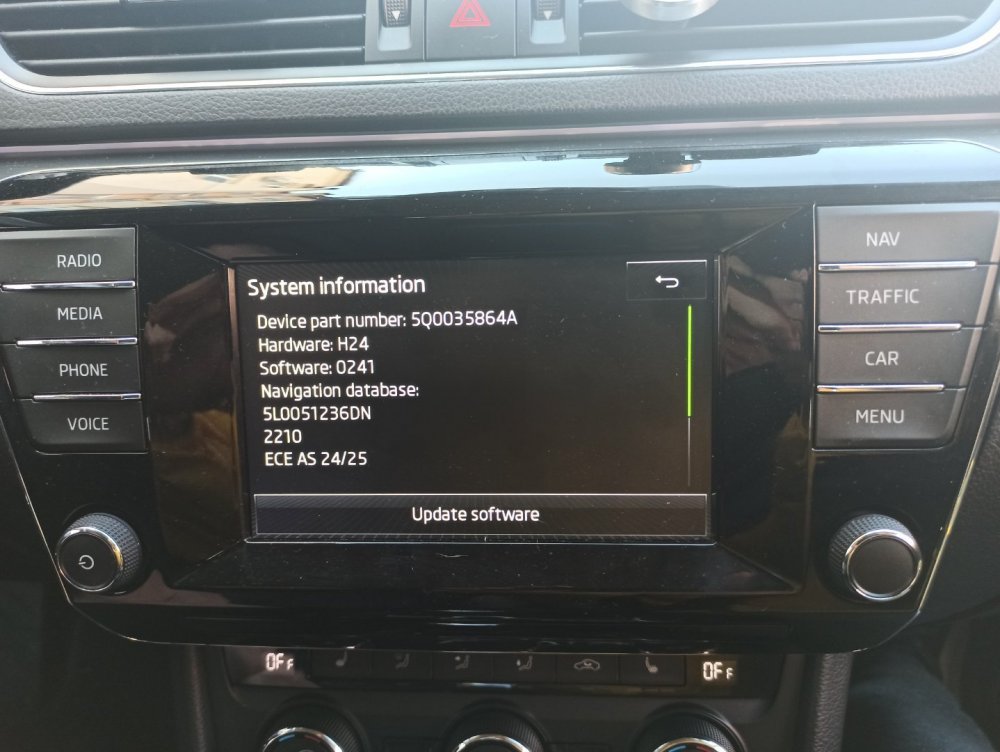 RADIO
MEDIA
PHONE
VOICE
System information
Device part number: 5Q0035864A
Hardware: H24
Software: 0241
Navigation database:
5L0051236DN
2210
ECE AS 24/25
Update software
NAV
TRAFFIC
CAR
MENU
OFF
OFF